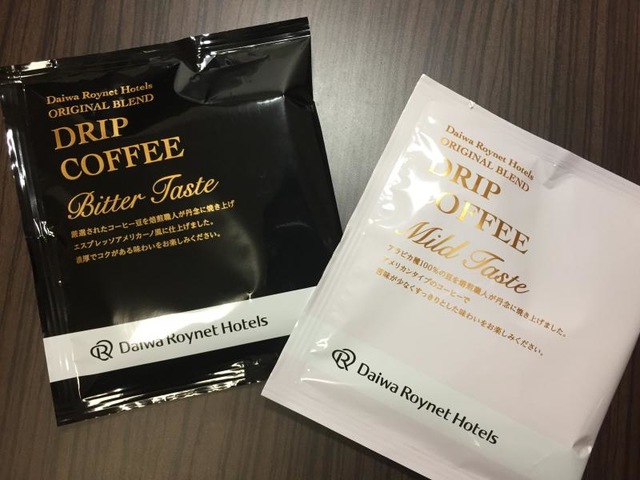 Daiwa Roynet Hotels
ORIGINAL BLEND
DRIP
COFFEE
Bitter Taste
厳選されたコーヒー豆を焙煎職人が丹念に焼き上げ
エスプレッソアメリカーノ風に仕上げました。
濃厚でコクがある味わいをお楽しみください。
Daiwa Roynet Hotels
Daiwa Roynet Hotels
ORIGINAL BLEND
DRIP
COFFEE
Mild Taste
アラビカ種100%の豆を焙煎職人が丹念に焼き上げました。
アメリカンタイプのコーヒーで
苦味が少なくすっきりとした味わいをお楽しみください。
Daiwa Roynet Hotels